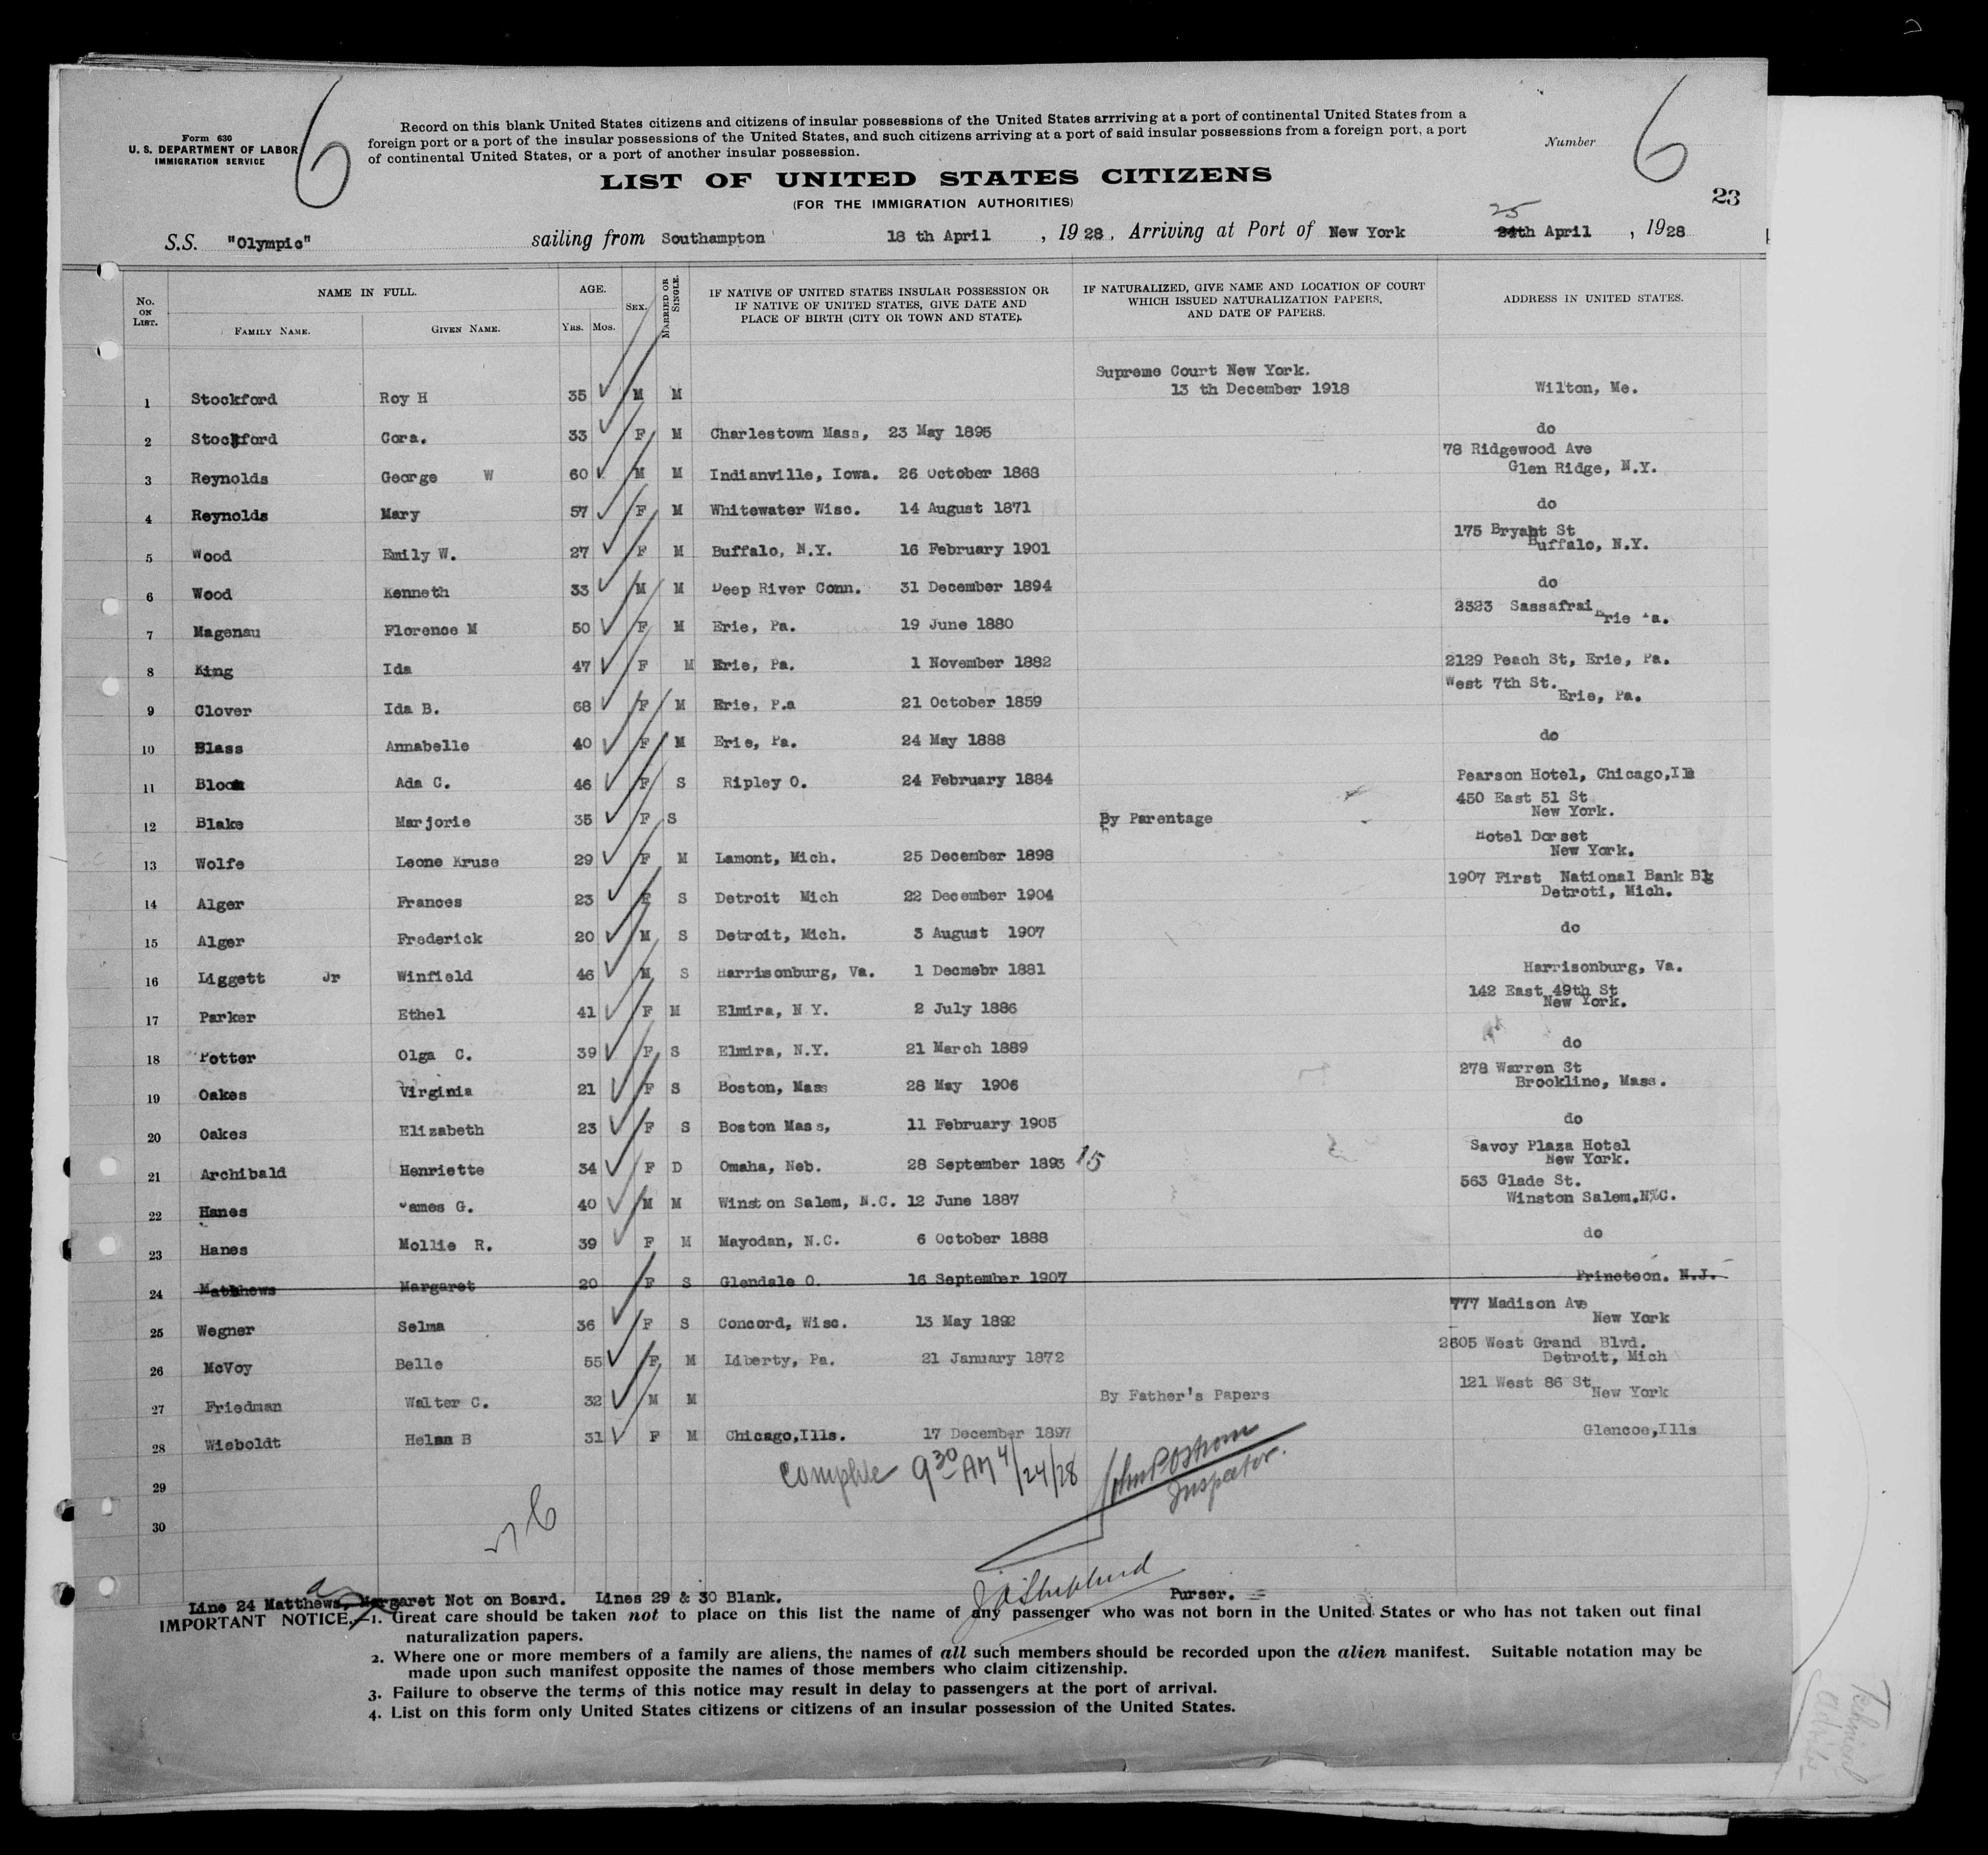 6
6
Form 630
U. S. DEPARTMENT OF LABOR
IMMIGRATION SERVICE
Record on this blank United States citizens and citizens of insular possessions of the United States arrriving at a port of continental United States from a
foreign port or a port of the insular possessions of the United States, and such citizens arriving at a port of said insular possessions from a foreign port, a port
of continental United States, or a port of another insular possession.
Number
LIST OF UNITED STATES CITIZENS
(FOR THE IMMIGRATION AUTHORITIES)
23
25
S.S. "Olympic" sailing from Southampton 18 th April , 1928 , Arriving at Port of New York 24th April , 1928
No. ON LIST. NAME IN FULL. FAMILY NAME. GIVEN NAME. AGE. YRS. MOS. SEX. MARRIED OR SINGLE. IF NATIVE OF UNITED STATES INSULAR POSSESSION OR IF NATIVE OF UNITED STATES, GIVE DATE AND PLACE OF BIRTH (CITY OR TOWN AND STATE). IF NATURALIZED, GIVE NAME AND LOCATION OF COURT WHICH ISSUED NATURALIZATION PAPERS, AND DATE OF PAPERS. ADDRESS IN UNITED STATES.
1 Stockford Roy H 35 M M Supreme Court New York. 13 th December 1918 Wilton, Me.
2 Stockford Cora. 33 F M Charlestown Mass, 23 May 1895 do
3 Reynolds George W 60 M M Indianville, Iowa. 26 October 1868 78 Ridgewood Ave Glen Ridge, N.Y.
4 Reynolds Mary 57 F M Whitewater Wisc. 14 August 1871 do
5 Wood Emily W. 27 F M Buffalo, N.Y. 16 February 1901 175 Bryant St Buffalo, N.Y.
6 Wood Kenneth 33 M M Deep River Conn. 31 December 1894 do
7 Magenau Florence M 50 F M Erie, Pa. 19 June 1880 2323 Sassafrai Erie Pa.
8 King Ida 47 F M Erie, Pa. 1 November 1882 2129 Peach St, Erie, Pa.
9 Clover Ida B. 68 F M Erie, P.a 21 October 1859 West 7th St. Erie, Pa.
10 Blass Annabelle 40 F M Erie, Pa. 24 May 1888 do
11 Bloom Ada C. 46 F S Ripley O. 24 February 1884 Pearson Hotel, Chicago,Il
12 Blake Marjorie 35 F S By Parentage 450 East 51 St New York.
13 Wolfe Leone Kruse 29 F M Lamont, Mich. 25 December 1898 Hotel Dorset New York.
14 Alger Frances 23 F S Detroit Mich 22 December 1904 1907 First National Bank Bg Detroti, Mich.
15 Alger Frederick 20 M S Detroit, Mich. 3 August 1907 do
16 Liggett Jr Winfield 46 M S Harrisonburg, Va. 1 Decmebr 1881 Harrisonburg, Va.
17 Parker Ethel 41 F M Elmira, N Y. 2 July 1886 142 East 49th St New York.
18 Potter Olga C. 39 F S Elmira, N.Y. 21 March 1889 do
19 Oakes Virginia 21 F S Boston, Mass 28 May 1906 278 Warren St Brookline, Mass.
20 Oakes Elizabeth 23 F S Boston Mass, 11 February 1905 do
21 Archibald Henriette 34 F D Omaha, Neb. 28 September 1893 15 Savoy Plaza Hotel New York.
22 Hanes James G. 40 M M Winston Salem, N.C. 12 June 1887 563 Glade St. Winston Salem.N.C.
23 Hanes Mollie R. 39 F M Mayodan, N.C. 6 October 1888 do
24 Matthews Margaret 20 F S Glendale O. 16 September 1907 Princteon. N.J.
25 Wegner Selma 36 F S Concord, Wisc. 13 May 1892 777 Madison Ave New York
26 McVoy Belle 55 F M Liberty, Pa. 21 January 1872 2605 West Grand Blvd. Detroit, Mich
27 Friedman Walter C. 32 M M By Father's Papers 121 West 86 St New York
28 Wieboldt Helen B 31 F M Chicago,Ills. 17 December 1897 Glencoe,Ills
29 Complete 9 30 AM 4/24/28 John P Ostrom Inspector.
30
Line 24 Matthews, Margaret Not on Board. Lines 29 & 30 Blank. Purser.
IMPORTANT NOTICE.—1. Great care should be taken not to place on this list the name of any passenger who was not born in the United States or who has not taken out final
naturalization papers.
2. Where one or more members of a family are aliens, the names of all such members should be recorded upon the alien manifest. Suitable notation may be
made upon such manifest opposite the names of those members who claim citizenship.
3. Failure to observe the terms of this notice may result in delay to passengers at the port of arrival.
4. List on this form only United States citizens or citizens of an insular possession of the United States.